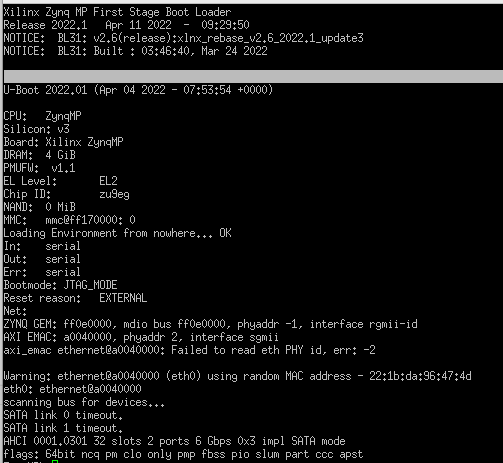 Xilinx Zynq MP First Stage Boot Loader
Release 2022.1   Apr 11 2022  -  09:29:50
NOTICE:  BL31: v2.6(release):xlnx_rebase_v2.6_2022.1_update3
NOTICE:  BL31: Built : 03:46:40, Mar 24 2022
U-Boot 2022.01 (Apr 04 2022 - 07:53:54 +0000)
CPU:   ZynqMP
Silicon: v3
Board: Xilinx ZynqMP
DRAM:  4 GiB
PMUFW:  v1.1
EL Level:       EL2
Chip ID:        zu9eg
NAND:  0 MiB
MMC:   mmc@ff170000: 0
Loading Environment from nowhere... OK
In:    serial
Out:   serial
Err:   serial
Bootmode: JTAG_MODE
Reset reason:   EXTERNAL
Net:
ZYNQ GEM: ff0e0000, mdio bus ff0e0000, phyaddr -1, interface rgmii-id
AXI EMAC: a0040000, phyaddr 2, interface sgmii
axi_emac ethernet@a0040000: Failed to read eth PHY id, err: -2
Warning: ethernet@a0040000 (eth0) using random MAC address - 22:1b:da:96:47:4d
eth0: ethernet@a0040000
scanning bus for devices...
SATA link 0 timeout.
SATA link 1 timeout.
AHCI 0001.0301 32 slots 2 ports 6 Gbps 0x3 impl SATA mode
flags: 64bit ncq pm clo only pmp fbss pio slum part ccc apst